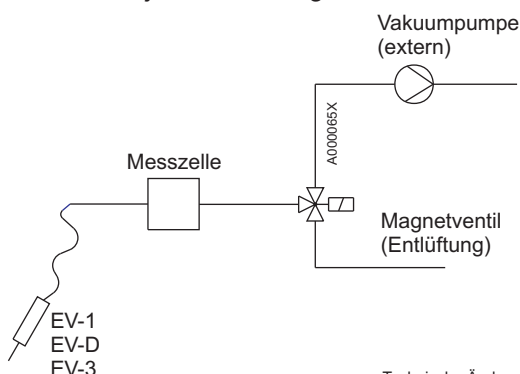 Vakuumpumpe
(extern)
A000065X
Messzelle
Magnetventil
(Entlüftung)
EV-1
EV-D
EV-3